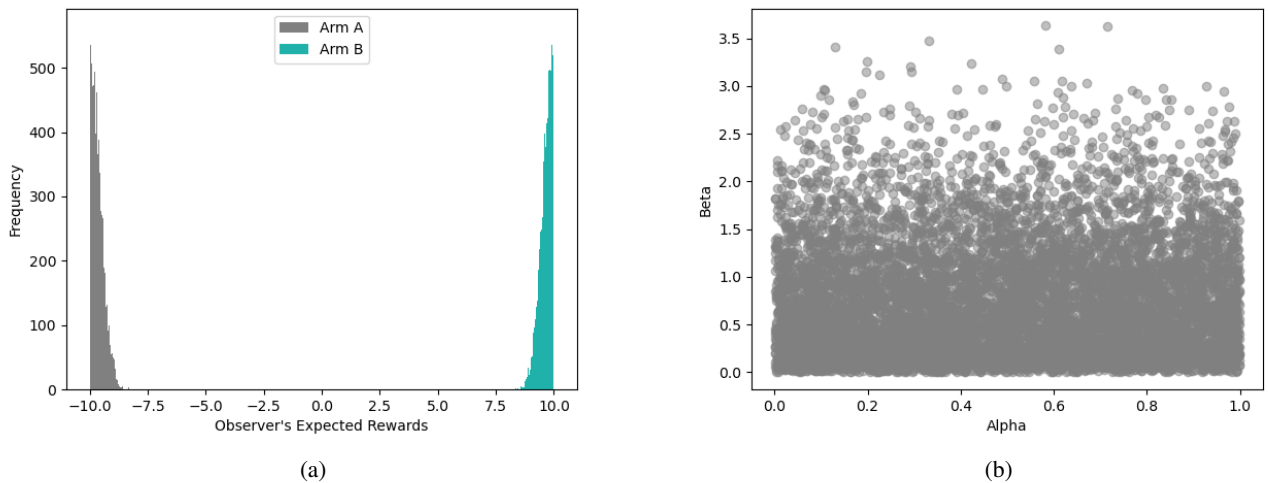 Arm A
Arm B
500
400
300
200
100
0
Frequency
−10.0 −7.5 −5.0 −2.5 0.0 2.5 5.0 7.5 10.0
Observer's Expected Rewards
(a)
3.5
3.0
2.5
2.0
1.5
1.0
0.5
0.0
Beta
0.0 0.2 0.4 0.6 0.8 1.0
Alpha
(b)